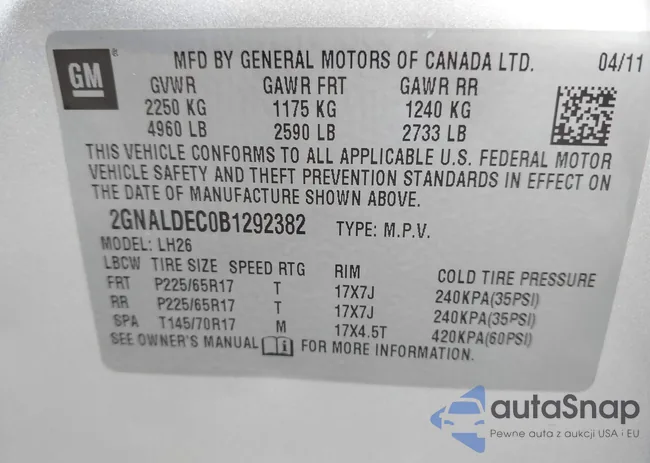 GM
MFD BY GENERAL MOTORS OF CANADA LTD. 04/11
GVWR GAWR FRT GAWR RR
2250 KG 1175 KG 1240 KG
4960 LB 2590 LB 2733 LB
THIS VEHICLE CONFORMS TO ALL APPLICABLE U.S. FEDERAL MOTOR
VEHICLE SAFETY AND THEFT PREVENTION STANDARDS IN EFFECT ON
THE DATE OF MANUFACTURE SHOWN ABOVE.
2GNALDEC0B1292382 TYPE: M.P.V.
MODEL: LH26
LBCW TIRE SIZE SPEED RTG RIM COLD TIRE PRESSURE
FRT P225/65R17 T 17X7J 240KPA(35PSI)
RR P225/65R17 T 17X7J 240KPA(35PSI)
SPA T145/70R17 M 17X4.5T 420KPA(60PSI)
SEE OWNER'S MANUAL i FOR MORE INFORMATION.
autaSnap
Pewne auta z aukcji USA i EU